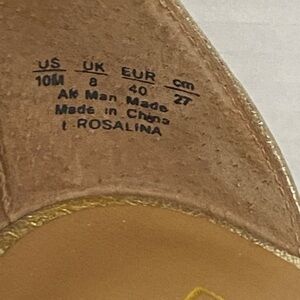 US UK EUR cm
10M 8 40 27
All Man Made
Made in China
L ROSALINA